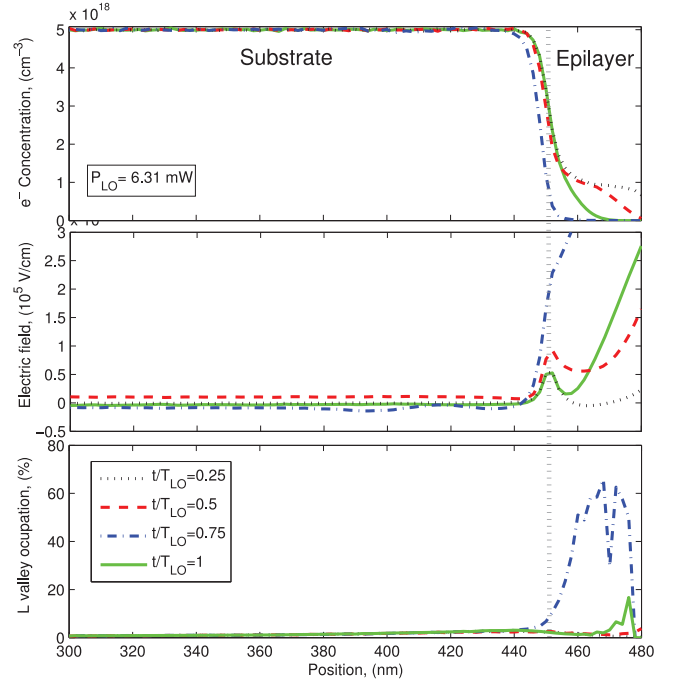 x 10^18
5
4
3
2
1
0
e⁻ Concentration, (cm⁻³)
Substrate
Epilayer
P_LO= 6.31 mW
3
2.5
2
1.5
1
0.5
0
−0.5
Electric field, (10^5 V/cm)
80
60
40
20
0
L valley ocupation, (%)
t/T_LO=0.25
t/T_LO=0.5
t/T_LO=0.75
t/T_LO=1
300 320 340 360 380 400 420 440 460 480
Position, (nm)